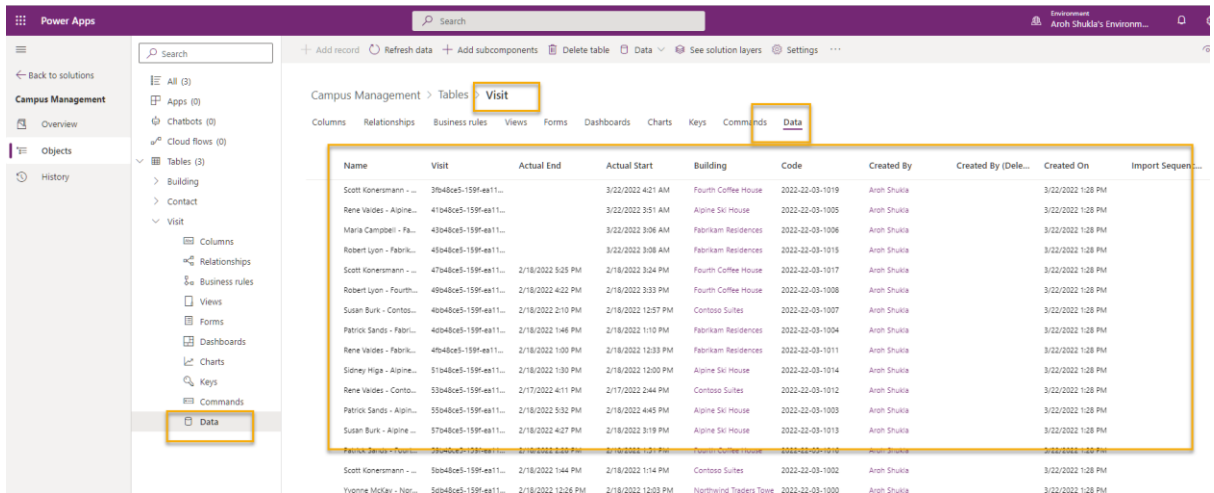 Power Apps
Search
Environment
Aroh Shukla's Environm...
Back to solutions
Campus Management
Overview
Objects
History
Search
All (3)
Apps (0)
Chatbots (0)
Cloud flows (0)
Tables (3)
Building
Contact
Visit
Columns
Relationships
Business rules
Views
Forms
Dashboards
Charts
Keys
Commands
Data
Add record Refresh data Add subcomponents Delete table Data See solution layers Settings ...
Campus Management > Tables > Visit
Columns Relationships Business rules Views Forms Dashboards Charts Keys Commands Data
Name Visit Actual End Actual Start Building Code Created By Created By (Dele... Created On Import Sequenc...
Scott Konersmann - ... 3fb48ce5-159f-ea11... 3/22/2022 4:21 AM Fourth Coffee House 2022-22-03-1019 Aroh Shukla 3/22/2022 1:28 PM
Rene Valdes - Alpine... 41b48ce5-159f-ea11... 3/22/2022 3:51 AM Alpine Ski House 2022-22-03-1005 Aroh Shukla 3/22/2022 1:28 PM
Maria Campbell - Fa... 43b48ce5-159f-ea11... 3/22/2022 3:06 AM Fabrikam Residences 2022-22-03-1006 Aroh Shukla 3/22/2022 1:28 PM
Robert Lyon - Fabrik... 45b48ce5-159f-ea11... 3/22/2022 3:08 AM Fabrikam Residences 2022-22-03-1015 Aroh Shukla 3/22/2022 1:28 PM
Scott Konersmann - ... 47b48ce5-159f-ea11... 2/18/2022 5:25 PM 2/18/2022 3:24 PM Fourth Coffee House 2022-22-03-1017 Aroh Shukla 3/22/2022 1:28 PM
Robert Lyon - Fourth... 49b48ce5-159f-ea11... 2/18/2022 4:22 PM 2/18/2022 3:33 PM Fourth Coffee House 2022-22-03-1008 Aroh Shukla 3/22/2022 1:28 PM
Susan Burk - Contos... 4bb48ce5-159f-ea11... 2/18/2022 2:10 PM 2/18/2022 12:57 PM Contoso Suites 2022-22-03-1007 Aroh Shukla 3/22/2022 1:28 PM
Patrick Sands - Fabri... 4db48ce5-159f-ea11... 2/18/2022 1:46 PM 2/18/2022 1:10 PM Fabrikam Residences 2022-22-03-1004 Aroh Shukla 3/22/2022 1:28 PM
Rene Valdes - Fabrik... 4fb48ce5-159f-ea11... 2/18/2022 1:00 PM 2/18/2022 12:33 PM Fabrikam Residences 2022-22-03-1011 Aroh Shukla 3/22/2022 1:28 PM
Sidney Higa - Alpine... 51b48ce5-159f-ea11... 2/18/2022 1:30 PM 2/18/2022 12:00 PM Alpine Ski House 2022-22-03-1014 Aroh Shukla 3/22/2022 1:28 PM
Rene Valdes - Conto... 53b48ce5-159f-ea11... 2/17/2022 4:11 PM 2/17/2022 2:44 PM Contoso Suites 2022-22-03-1012 Aroh Shukla 3/22/2022 1:28 PM
Patrick Sands - Alpin... 55b48ce5-159f-ea11... 2/18/2022 5:32 PM 2/18/2022 4:45 PM Alpine Ski House 2022-22-03-1003 Aroh Shukla 3/22/2022 1:28 PM
Susan Burk - Alpine ... 57b48ce5-159f-ea11... 2/18/2022 4:27 PM 2/18/2022 3:19 PM Alpine Ski House 2022-22-03-1013 Aroh Shukla 3/22/2022 1:28 PM
Patrick Sands - Fourt... Fourth Coffee House Aroh Shukla 3/22/2022 1:28 PM
Scott Konersmann - ... 5bb48ce5-159f-ea11... 2/18/2022 1:44 PM 2/18/2022 1:14 PM Contoso Suites 2022-22-03-1002 Aroh Shukla 3/22/2022 1:28 PM
Yvonne McKay - Nor... 5db48ce5-159f-ea11... 2/18/2022 12:26 PM 2/18/2022 12:03 PM Northwind Traders Towe 2022-22-03-1000 Aroh Shukla 3/22/2022 1:28 PM